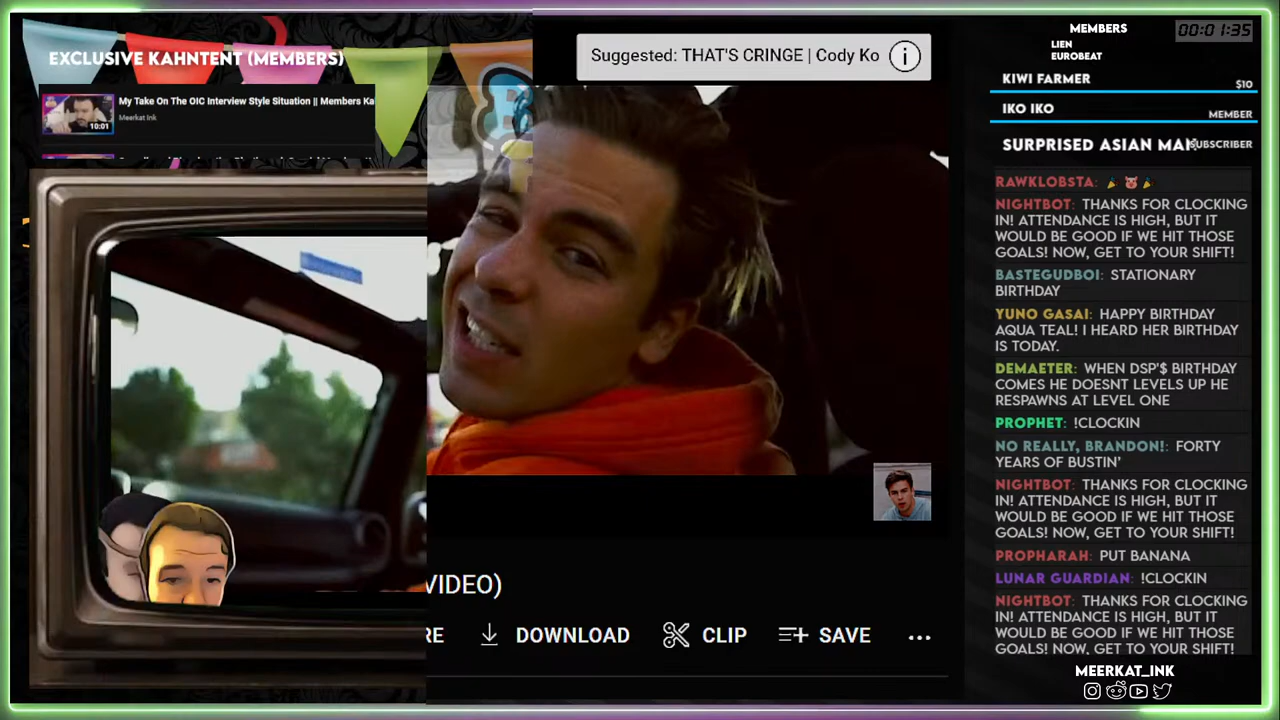 EXCLUSIVE KAHNTENT (MEMBERS)
My Take On The OIC Interview Style Situation || Members Ka
Meerkat Ink
10:01
Suggested: THAT'S CRINGE | Cody Ko
VIDEO)
RE
DOWNLOAD
CLIP
SAVE
MEMBERS
00:01:35
LIEN
EUROBEAT
KIWI FARMER
$10
IKO IKO
MEMBER
SURPRISED ASIAN MAN
SUBSCRIBER
RAWKLOBSTA:
NIGHTBOT: THANKS FOR CLOCKING
IN! ATTENDANCE IS HIGH, BUT IT
WOULD BE GOOD IF WE HIT THOSE
GOALS! NOW, GET TO YOUR SHIFT!
BASTEGUDBOI: STATIONARY
BIRTHDAY
YUNO GASAI: HAPPY BIRTHDAY
AQUA TEAL! I HEARD HER BIRTHDAY
IS TODAY.
DEMAETER: WHEN DSP'$ BIRTHDAY
COMES HE DOESNT LEVELS UP HE
RESPAWNS AT LEVEL ONE
PROPHET: !CLOCKIN
NO REALLY, BRANDON!: FORTY
YEARS OF BUSTIN'
NIGHTBOT: THANKS FOR CLOCKING
IN! ATTENDANCE IS HIGH, BUT IT
WOULD BE GOOD IF WE HIT THOSE
GOALS! NOW, GET TO YOUR SHIFT!
PROPHARAH: PUT BANANA
LUNAR GUARDIAN: !CLOCKIN
NIGHTBOT: THANKS FOR CLOCKING
IN! ATTENDANCE IS HIGH, BUT IT
WOULD BE GOOD IF WE HIT THOSE
GOALS! NOW, GET TO YOUR SHIFT!
MEERKAT_INK